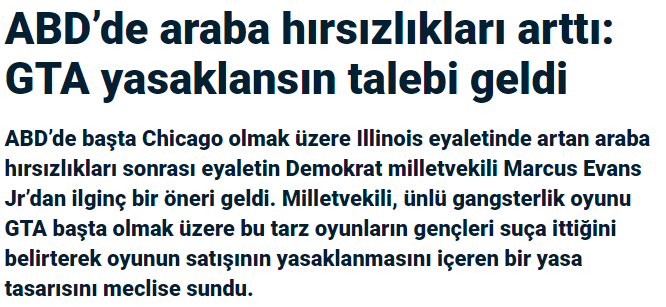 ABD’de araba hırsızlıkları arttı:
GTA yasaklansın talebi geldi
ABD’de başta Chicago olmak üzere Illinois eyaletinde artan araba
hırsızlıkları sonrası eyaletin Demokrat milletvekili Marcus Evans
Jr’dan ilginç bir öneri geldi. Milletvekili, ünlü gangsterlik oyunu
GTA başta olmak üzere bu tarz oyunların gençleri suça ittiğini
belirterek oyunun satışının yasaklanmasını içeren bir yasa
tasarısını meclise sundu.